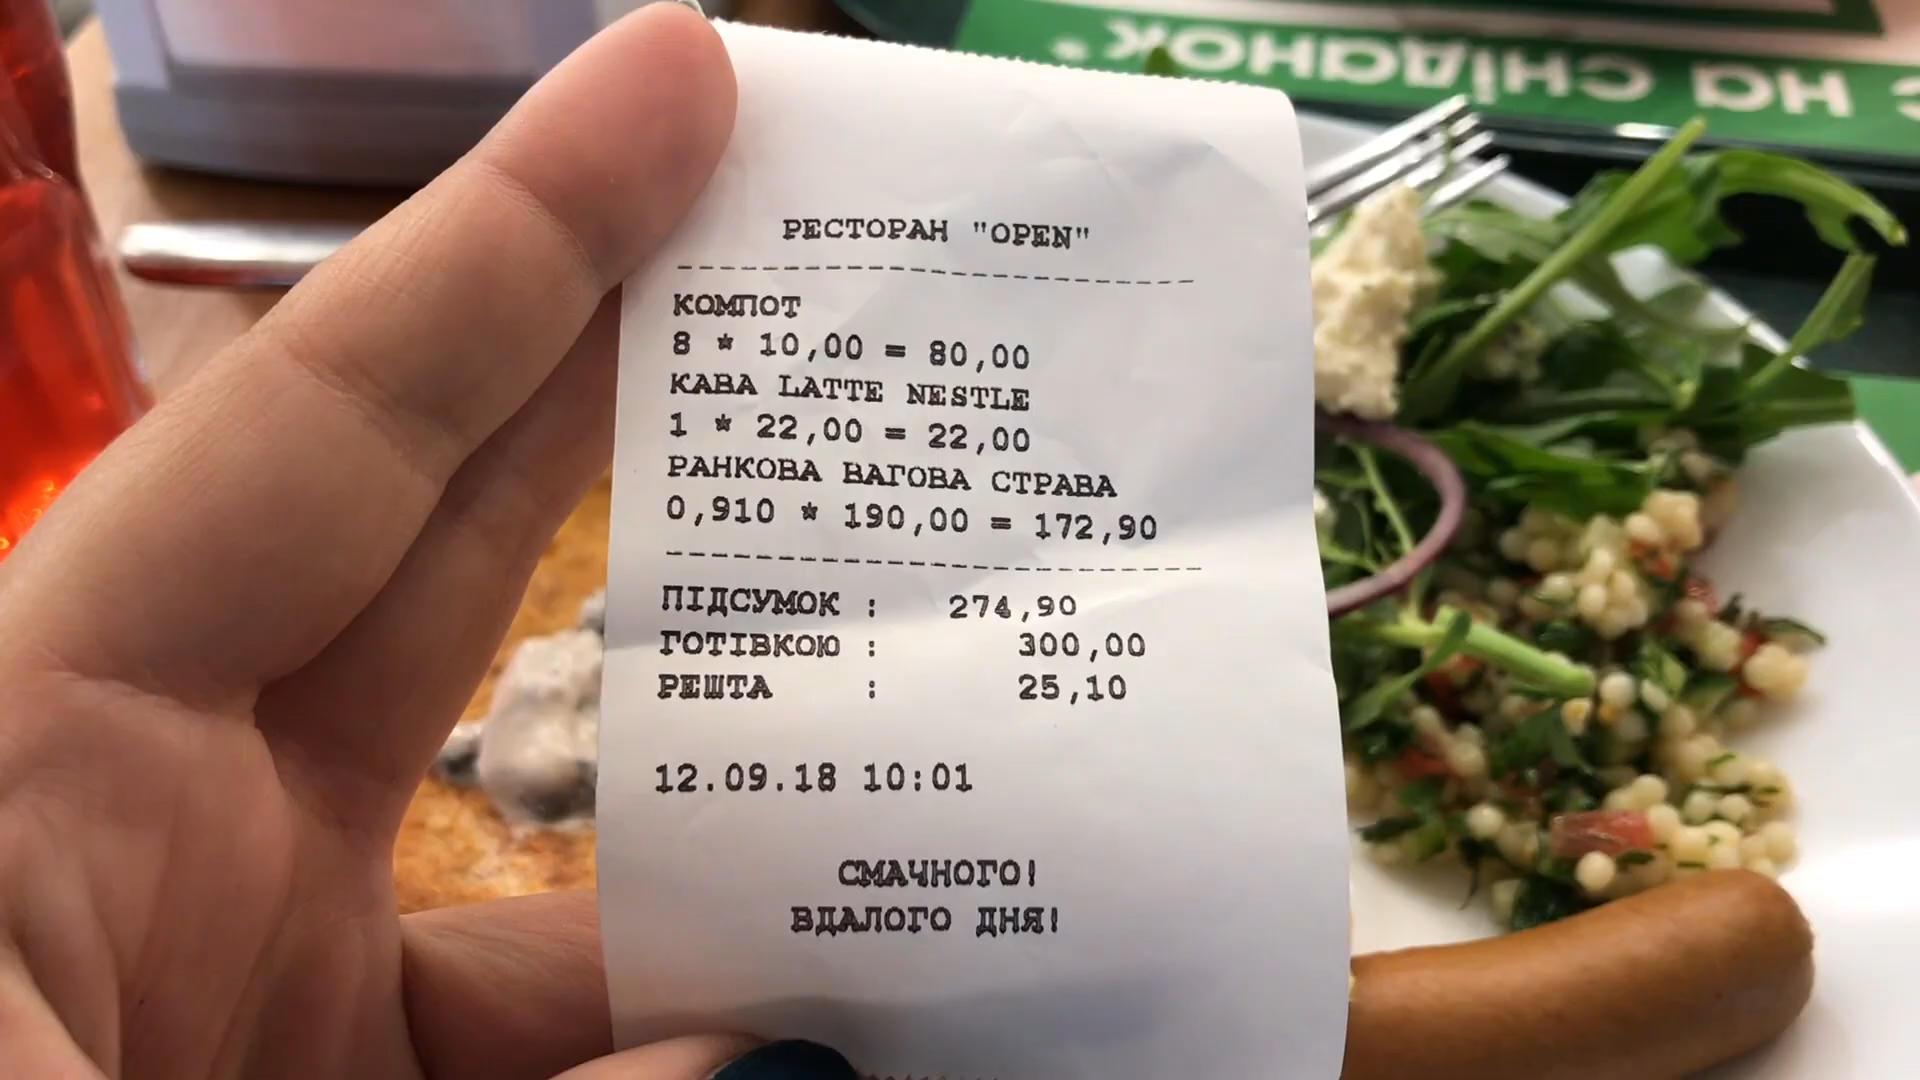 с на сніданок*
РЕСТОРАН "OPEN"
КОМПОТ
8 * 10,00 = 80,00
КАВА LATTE NESTLE
1 * 22,00 = 22,00
РАНКОВА ВАГОВА СТРАВА
0,910 * 190,00 = 172,90
ПІДСУМОК : 274,90
ГОТІВКОЮ : 300,00
РЕШТА : 25,10
12.09.18 10:01
СМАЧНОГО!
ВДАЛОГО ДНЯ!